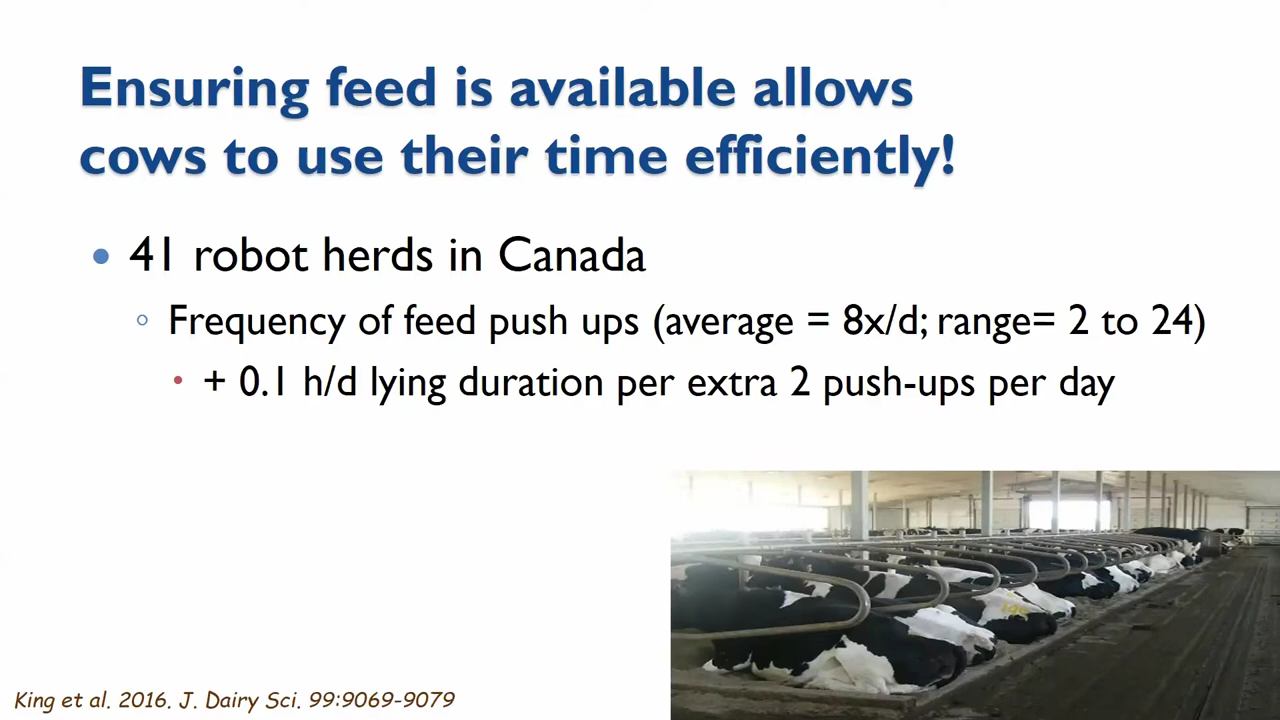 Ensuring feed is available allows
cows to use their time efficiently!
• 41 robot herds in Canada
◦ Frequency of feed push ups (average = 8x/d; range= 2 to 24)
• + 0.1 h/d lying duration per extra 2 push-ups per day
King et al. 2016. J. Dairy Sci. 99:9069-9079